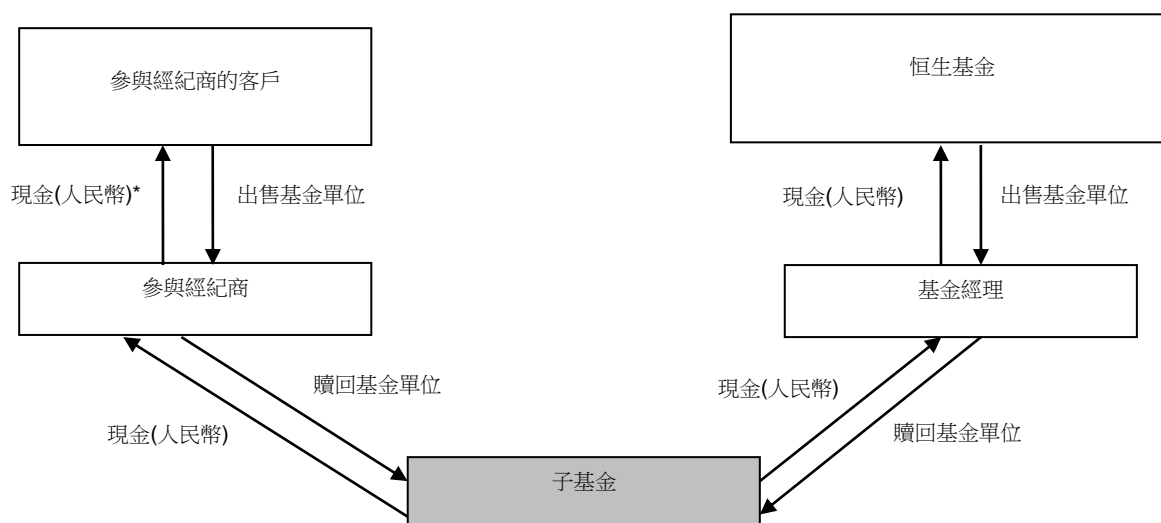 參與經紀商的客戶
恒生基金
現金(人民幣)*
出售基金單位
現金(人民幣)
出售基金單位
參與經紀商
基金經理
贖回基金單位
現金(人民幣)
現金(人民幣)
贖回基金單位
子基金